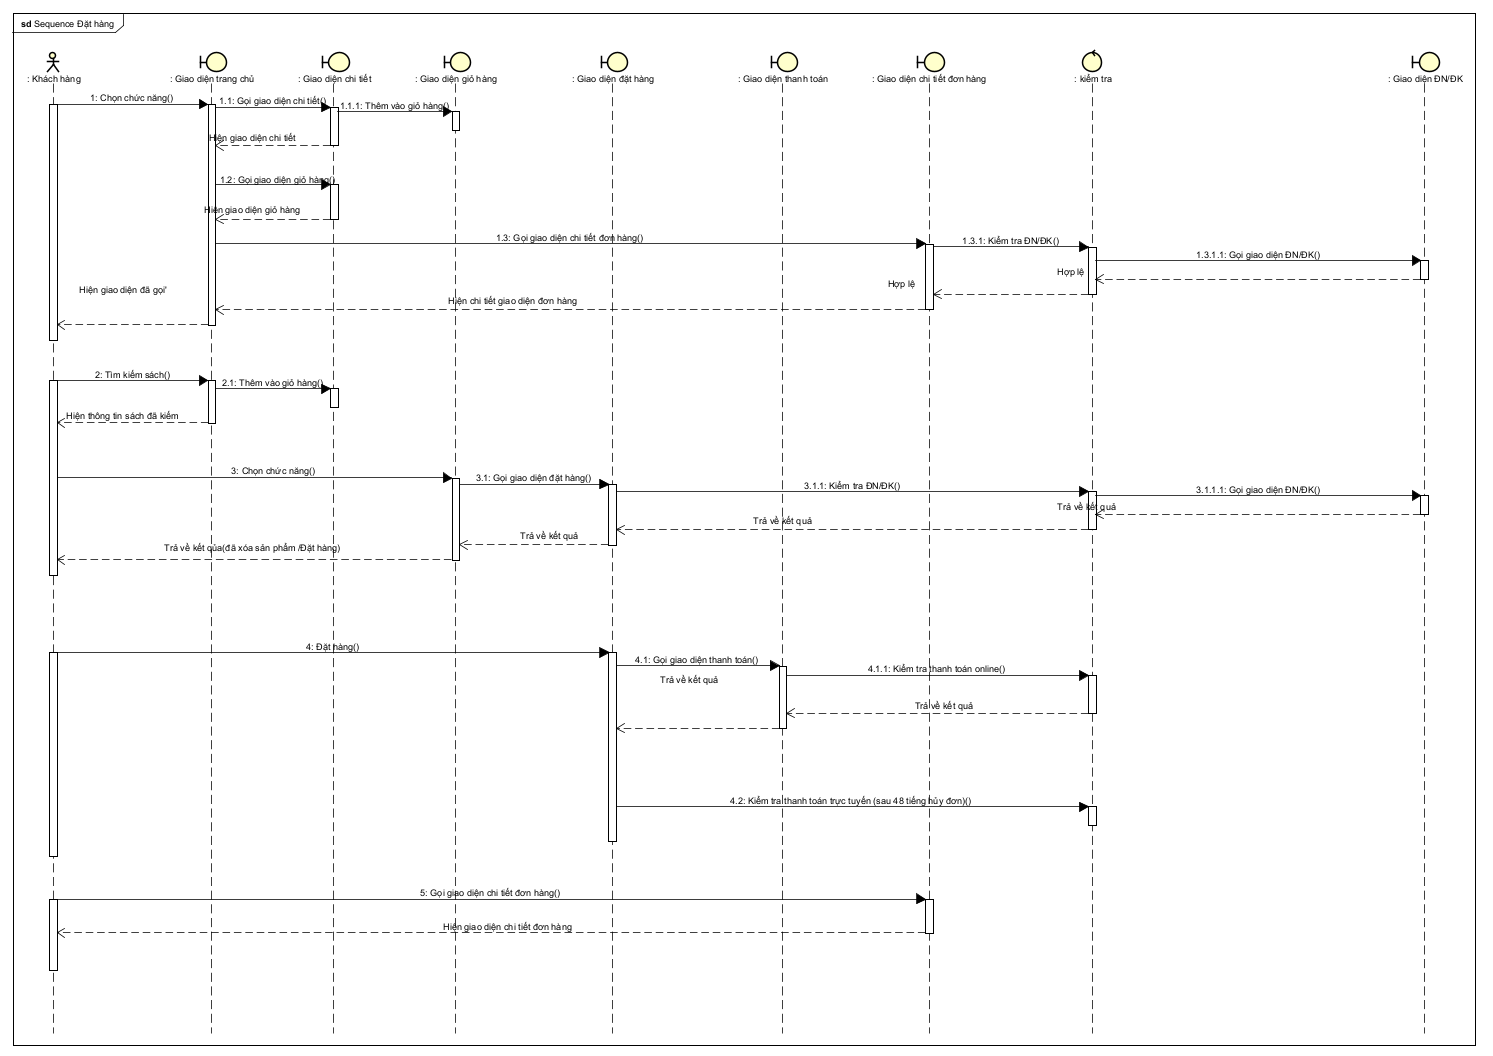 sd Sequence Đặt hàng
: Khách hàng
: Giao diện trang chủ
: Giao diện chi tiết
: Giao diện giỏ hàng
: Giao diện đặt hàng
: Giao diện thanh toán
: Giao diện chi tiết đơn hàng
: kiểm tra
: Giao diện ĐN/ĐK
1: Chọn chức năng()
1.1: Gọi giao diện chi tiết()
1.1.1: Thêm vào giỏ hàng()
Hiện giao diện chi tiết
1.2: Gọi giao diện giỏ hàng()
Hiện giao diện giỏ hàng
1.3: Gọi giao diện chi tiết đơn hàng()
1.3.1: Kiểm tra ĐN/ĐK()
1.3.1.1: Gọi giao diện ĐN/ĐK()
Hợp lệ
Hợp lệ
Hiện giao diện đã gọi'
Hiện chi tiết giao diện đơn hàng
2: Tìm kiếm sách()
2.1: Thêm vào giỏ hàng()
Hiện thông tin sách đã kiếm
3: Chọn chức năng()
3.1: Gọi giao diện đặt hàng()
3.1.1: Kiểm tra ĐN/ĐK()
3.1.1.1: Gọi giao diện ĐN/ĐK()
Trả về kết quả
Trả về kết quả
Trả về kết quả
Trả về kết qủa(đã xóa sản phẩm /Đặt hàng)
4: Đặt hàng()
4.1: Gọi giao diện thanh toán()
4.1.1: Kiểm tra thanh toán online()
Trả về kết quả
Trả về kết quả
4.2: Kiểm tra thanh toán trực tuyến (sau 48 tiếng hủy đơn)()
5: Gọi giao diện chi tiết đơn hàng()
Hiện giao diện chi tiết đơn hàng